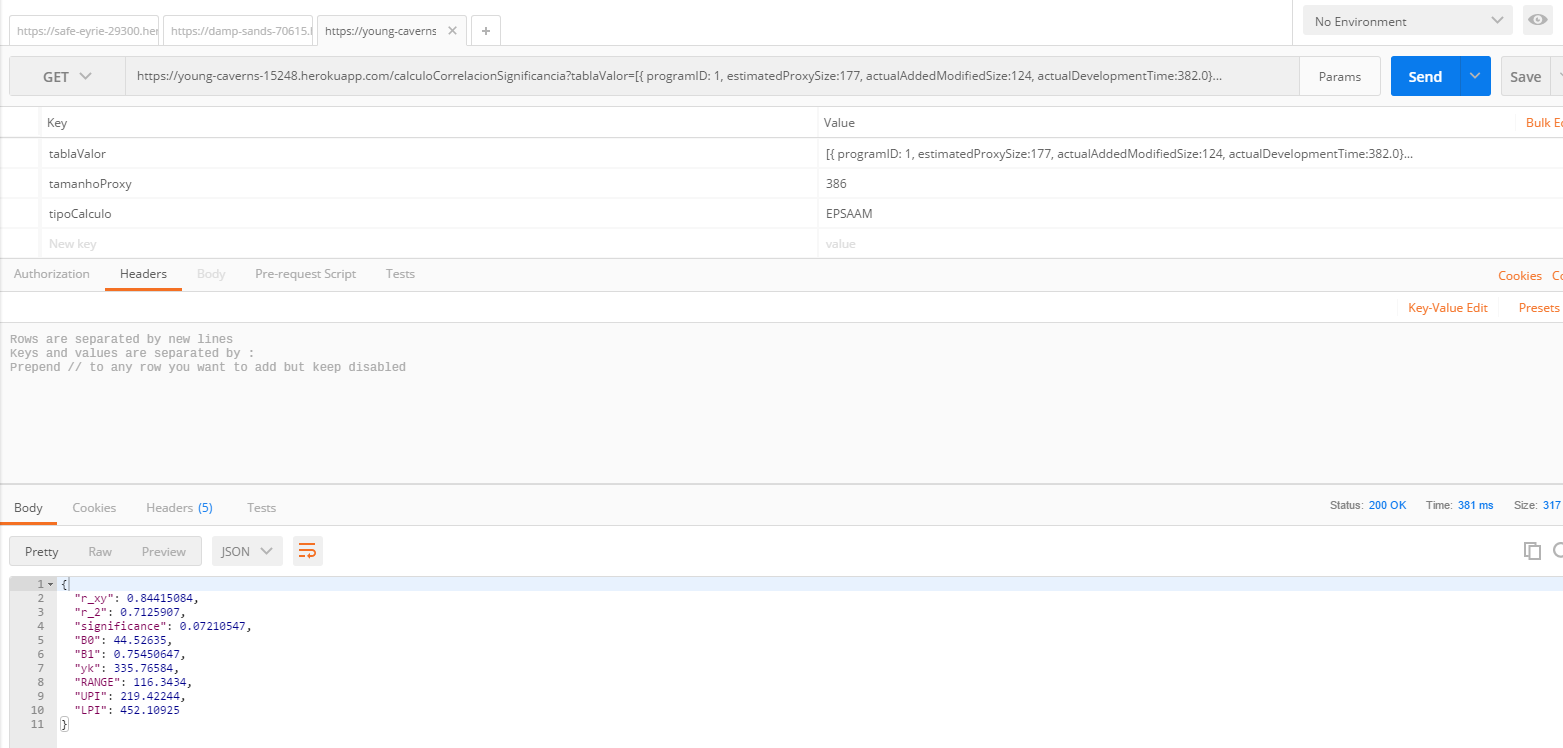 https://safe-eyrie-29300.her https://damp-sands-70615.l https://young-caverns
No Environment
GET https://young-caverns-15248.herokuapp.com/calculoCorrelacionSignificancia?tablaValor=[{ programID: 1, estimatedProxySize:177, actualAddedModifiedSize:124, actualDevelopmentTime:382.0}... Params Send Save
Key Value Bulk Ec
tablaValor [{ programID: 1, estimatedProxySize:177, actualAddedModifiedSize:124, actualDevelopmentTime:382.0}...
tamanhoProxy 386
tipoCalculo EPSAAM
New key value
Authorization Headers Body Pre-request Script Tests Cookies Co
Key-Value Edit Presets
Rows are separated by new lines
Keys and values are separated by :
Prepend // to any row you want to add but keep disabled
Body Cookies Headers (5) Tests Status: 200 OK Time: 381 ms Size: 317
Pretty Raw Preview JSON
1 {
2 "r_xy": 0.84415084,
3 "r_2": 0.7125907,
4 "significance": 0.07210547,
5 "B0": 44.52635,
6 "B1": 0.75450647,
7 "yk": 335.76584,
8 "RANGE": 116.3434,
9 "UPI": 219.42244,
10 "LPI": 452.10925
11 }